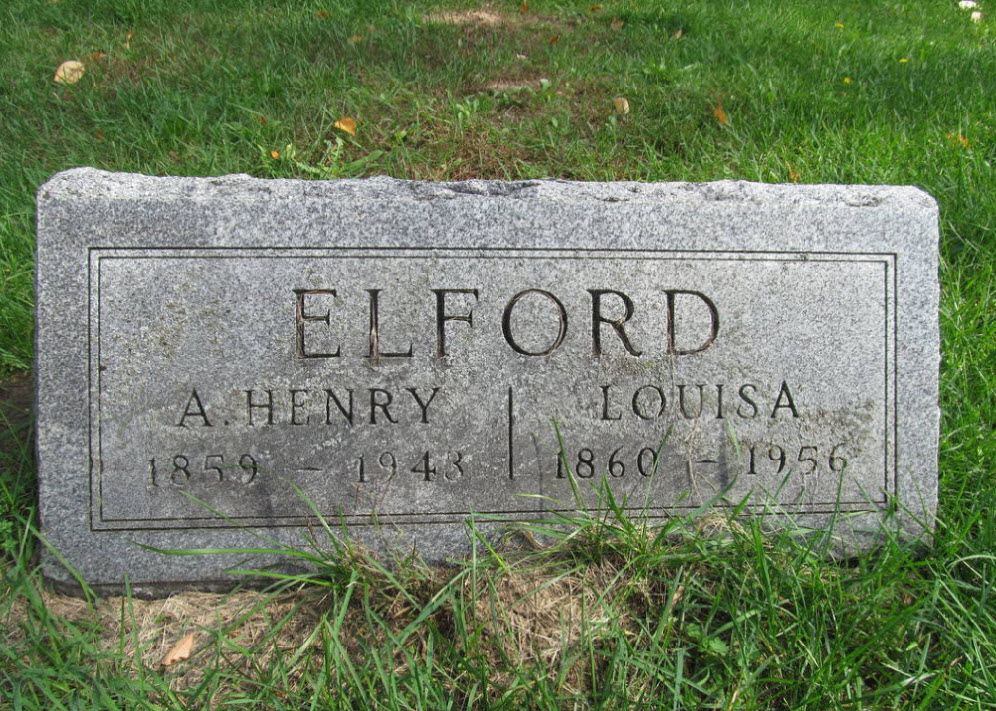 ELFORD
A. HENRY | LOUISA
1859 – 1943 | 1860 – 1956